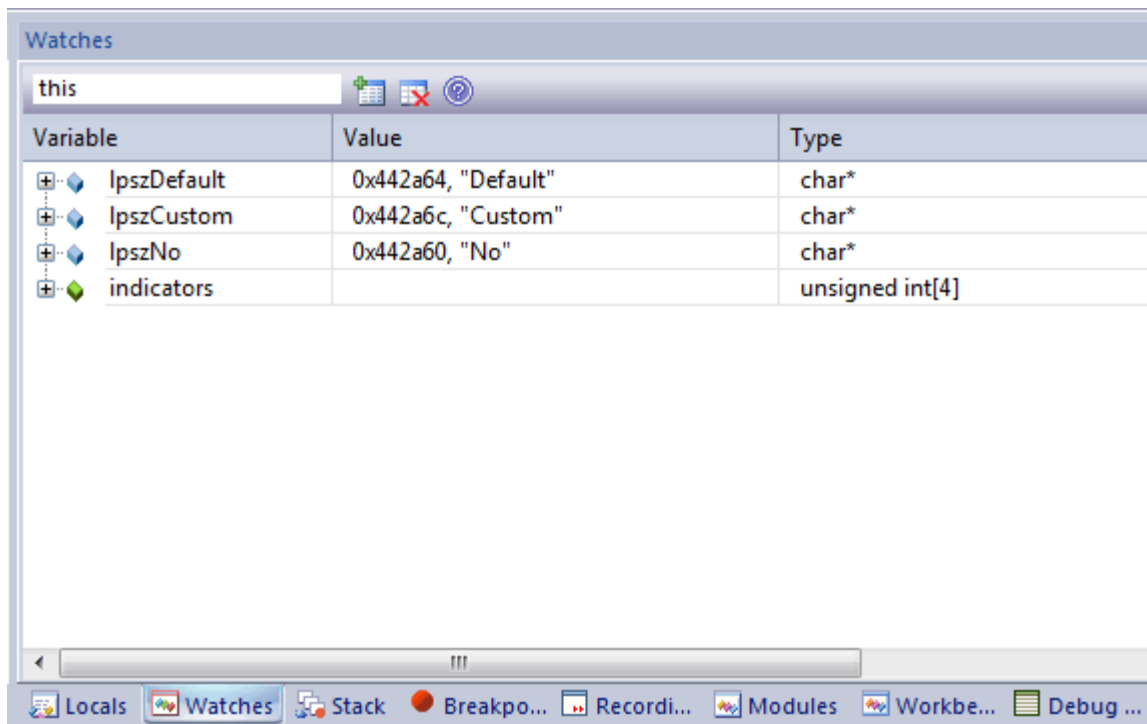 Watches
this
Variable Value Type
lpszDefault 0x442a64, "Default" char*
lpszCustom 0x442a6c, "Custom" char*
lpszNo 0x442a60, "No" char*
indicators unsigned int[4]
Locals Watches Stack Breakpo... Recordi... Modules Workbe... Debug ...